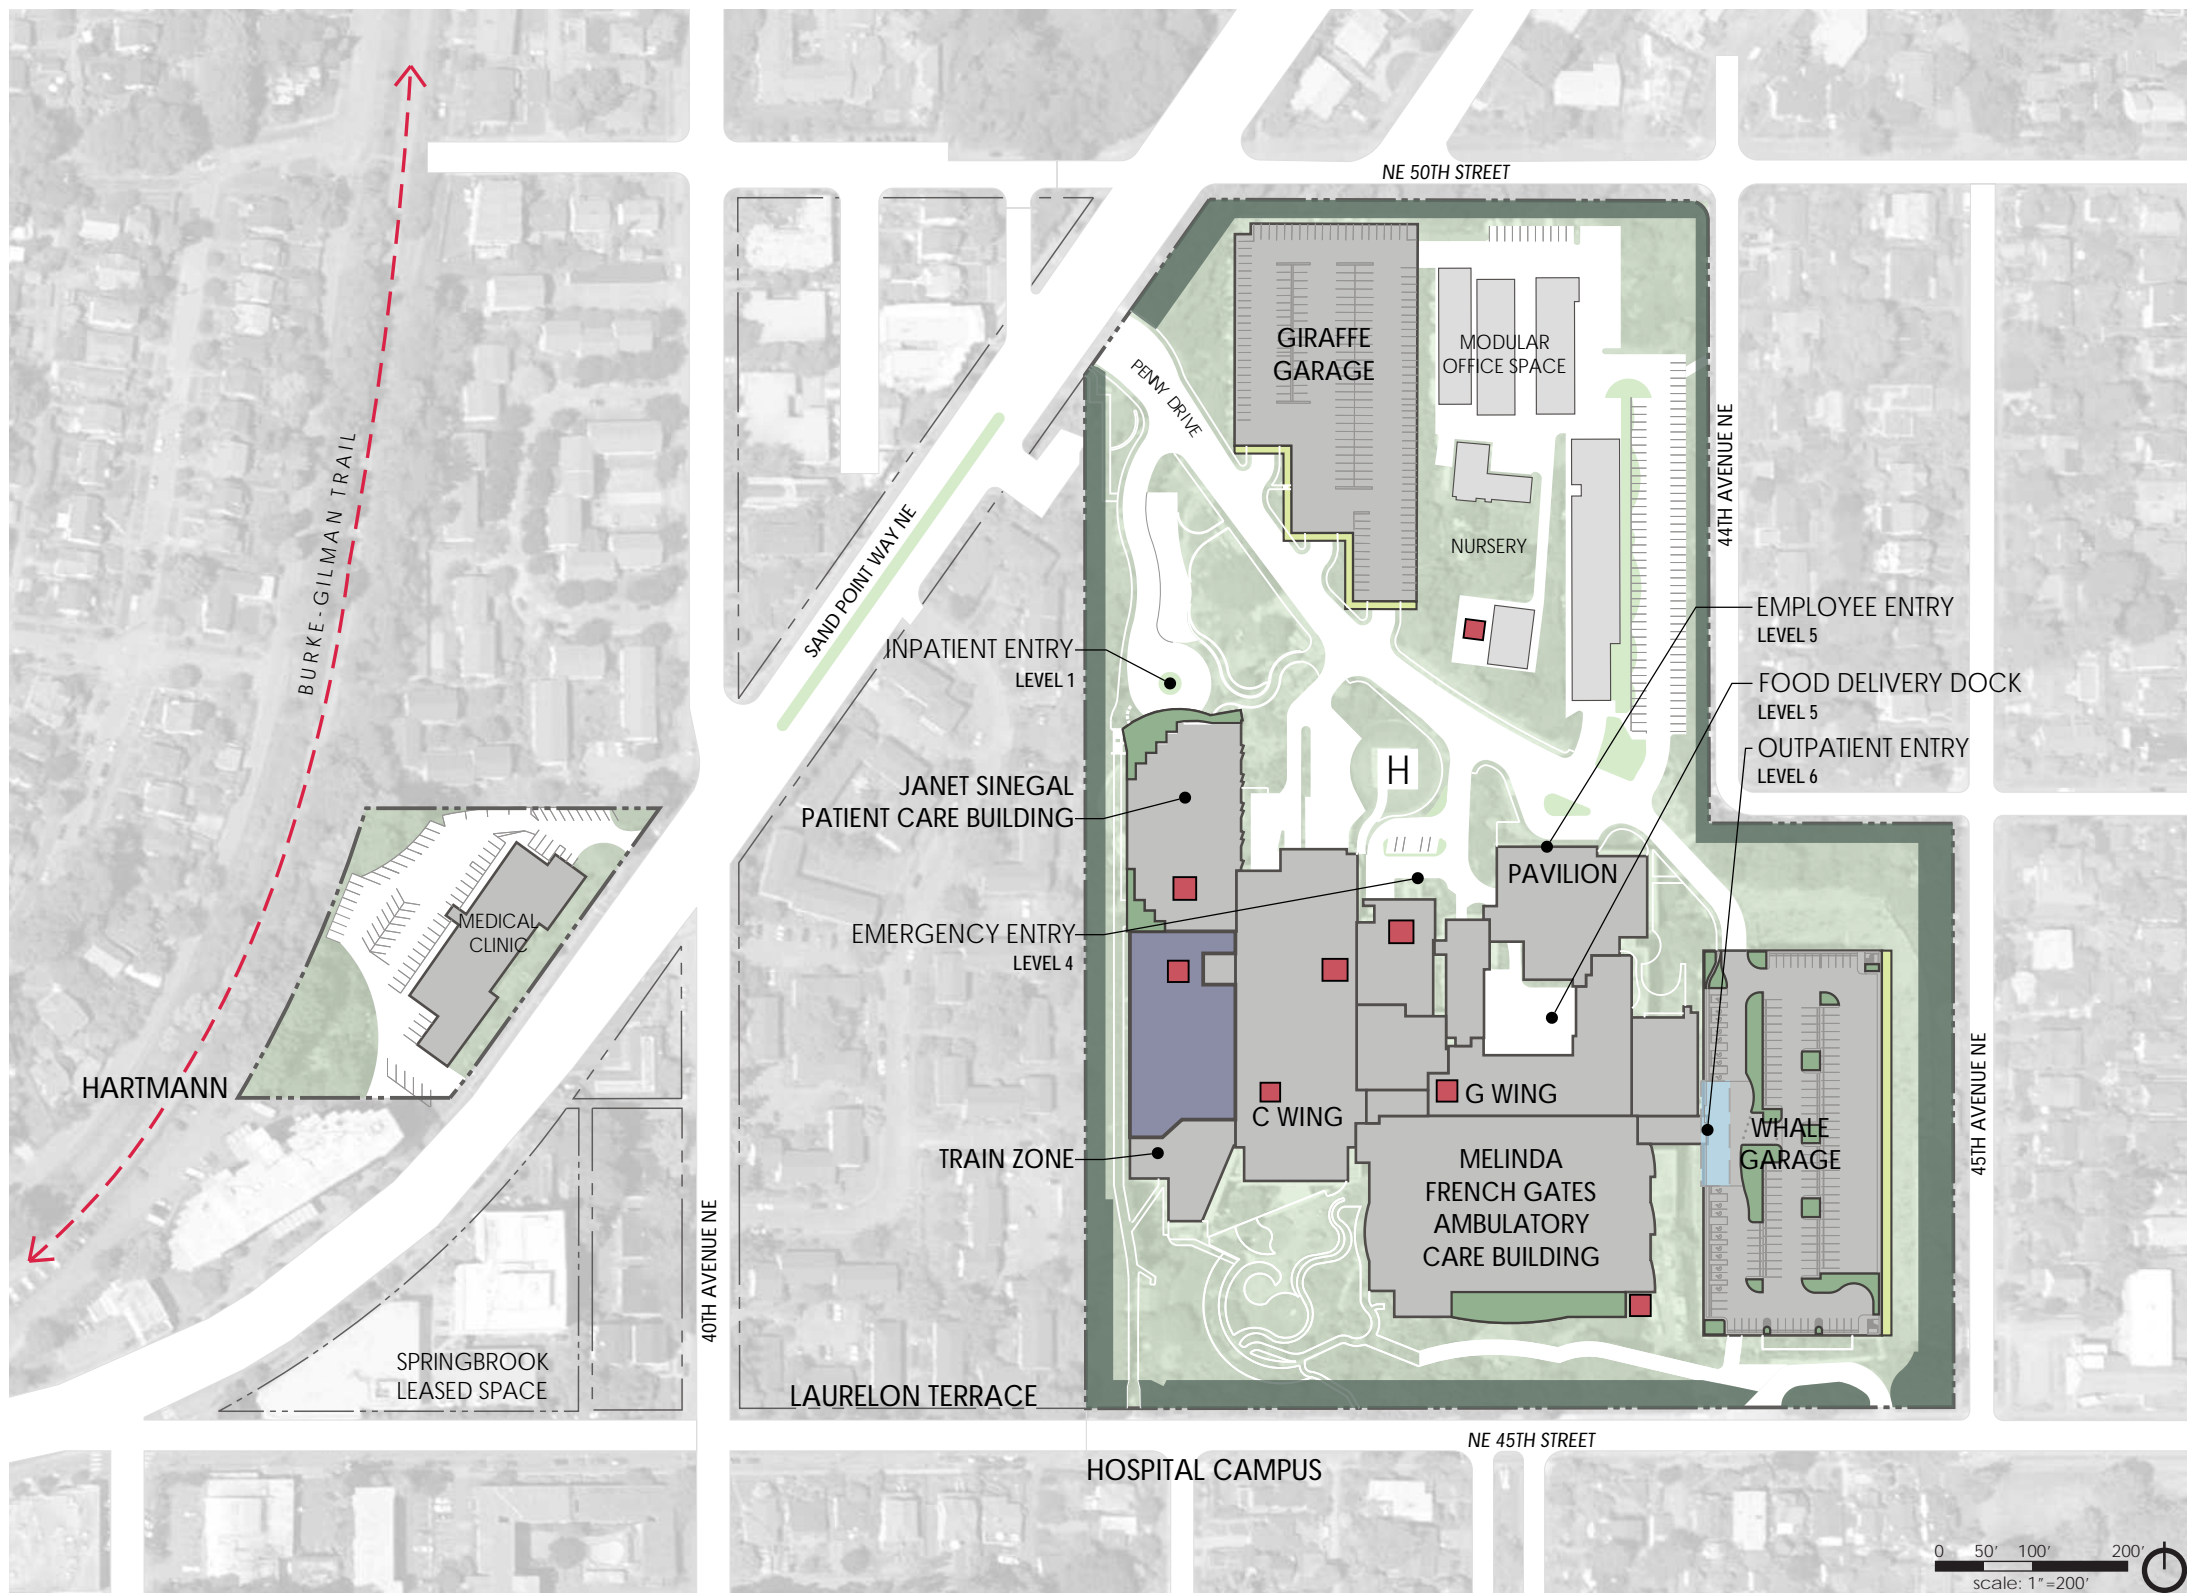 NE 50TH STREET
GIRAFFE
GARAGE
MODULAR
OFFICE SPACE
PENNY DRIVE
44TH AVENUE NE
BURKE-GILMAN TRAIL
SAND POINT WAY NE
NURSERY
INPATIENT ENTRY
LEVEL 1
EMPLOYEE ENTRY
LEVEL 5
FOOD DELIVERY DOCK
LEVEL 5
OUTPATIENT ENTRY
LEVEL 6
H
JANET SINEGAL
PATIENT CARE BUILDING
PAVILION
MEDICAL
CLINIC
EMERGENCY ENTRY
LEVEL 4
HARTMANN
C WING
G WING
WHALE
GARAGE
45TH AVENUE NE
TRAIN ZONE
MELINDA
FRENCH GATES
AMBULATORY
CARE BUILDING
40TH AVENUE NE
SPRINGBROOK
LEASED SPACE
LAURELON TERRACE
NE 45TH STREET
HOSPITAL CAMPUS
0 50' 100' 200'
scale: 1"=200'